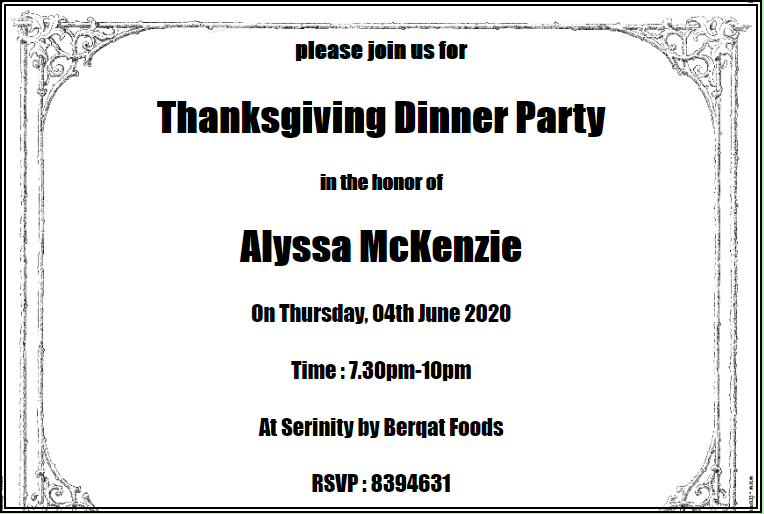 please join us for
Thanksgiving Dinner Party
in the honor of
Alyssa McKenzie
On Thursday, 04th June 2020
Time : 7.30pm-10pm
At Serinity by Berqat Foods
RSVP : 8394631